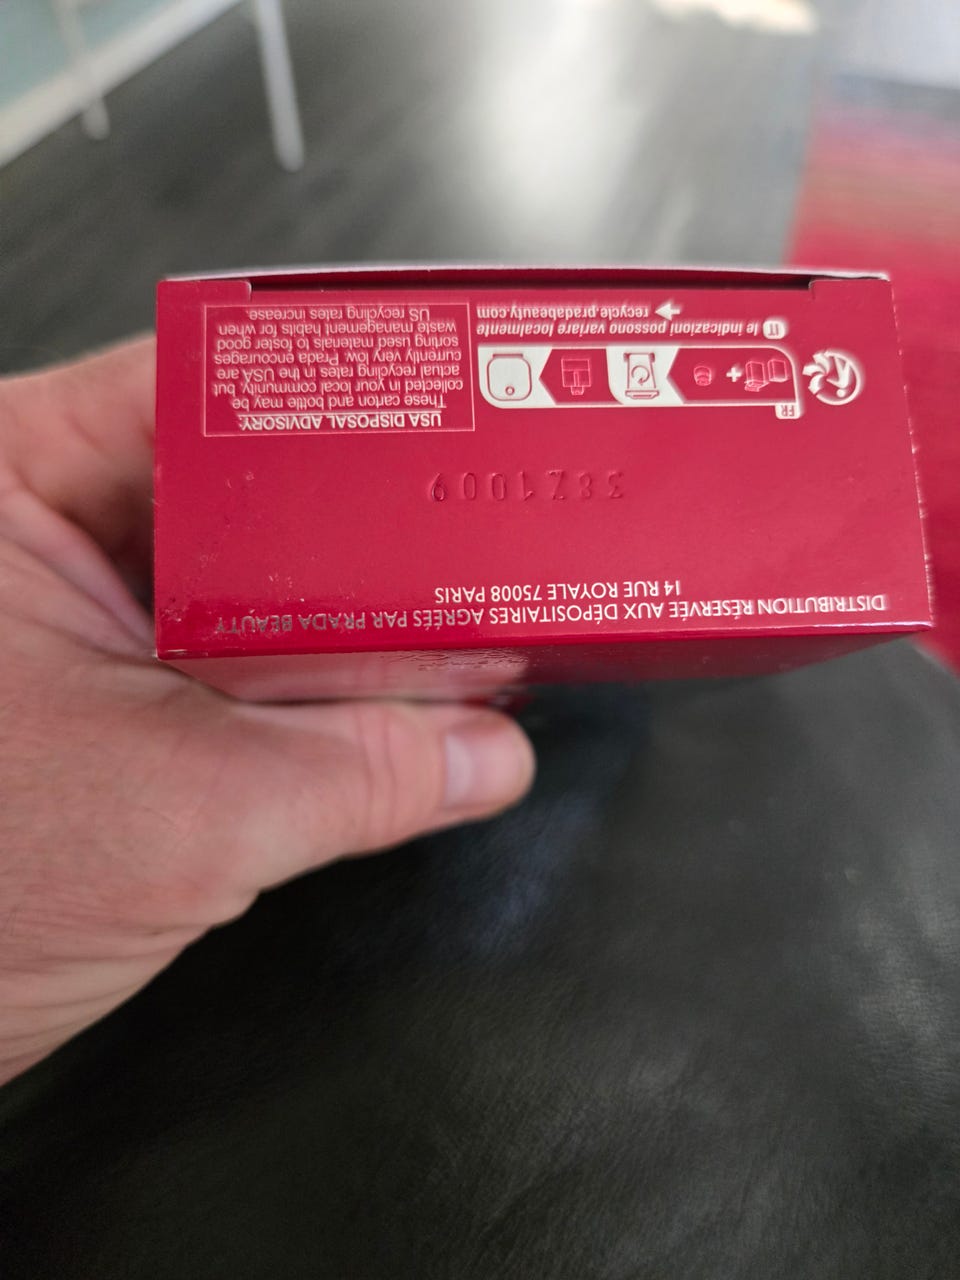 DISTRIBUTION RÉSERVÉE AUX DÉPOSITAIRES AGRÉÉS PAR PRADA BEAUTY
14 RUE ROYALE 75008 PARIS
38Z1009
FR
IT le indicazioni possono variare localmente
recycle.pradabeauty.com
USA DISPOSAL ADVISORY:
These carton and bottle may be
collected in your local community, but
actual recycling rates in the USA are
currently very low. Prada encourages
sorting used materials to foster good
waste management habits for when
US recycling rates increase.